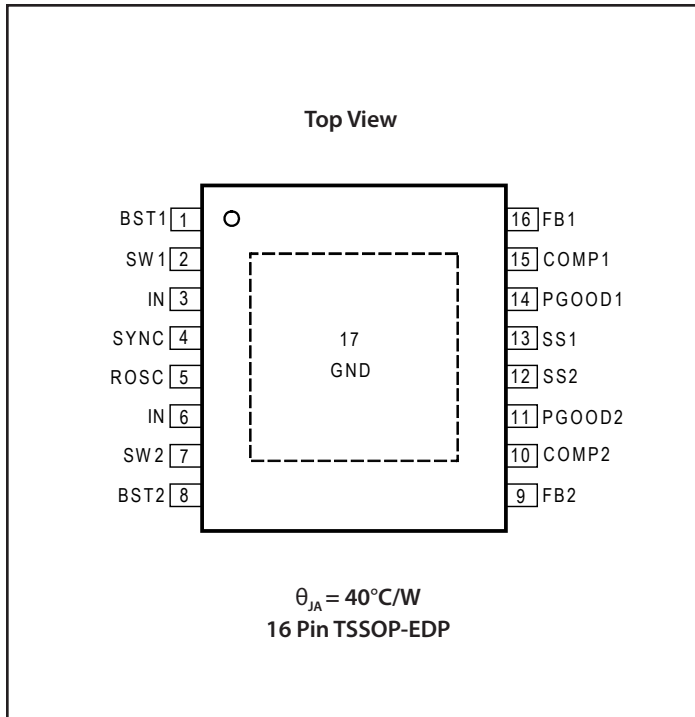 Top View
BST1 1
SW1 2
IN 3
SYNC 4
ROSC 5
IN 6
SW2 7
BST2 8
17
GND
16 FB1
15 COMP1
14 PGOOD1
13 SS1
12 SS2
11 PGOOD2
10 COMP2
9 FB2
θJA = 40°C/W
16 Pin TSSOP-EDP